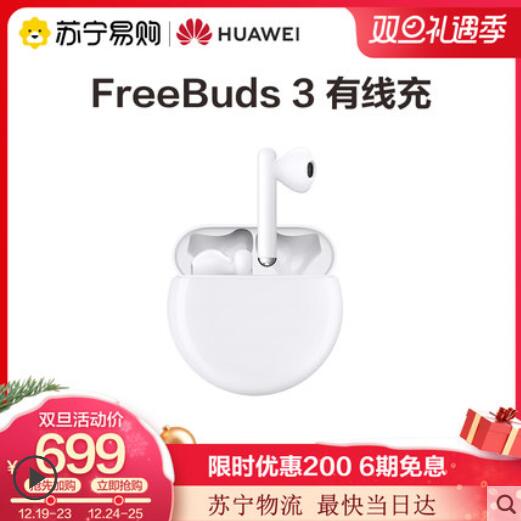 苏宁易购 HUAWEI 双旦礼遇季
FreeBuds 3 有线充
双旦活动价
¥699
抢先加购 立即抢购
12.19-23 12.24-25
限时优惠200 6期免息
苏宁物流 最快当日达